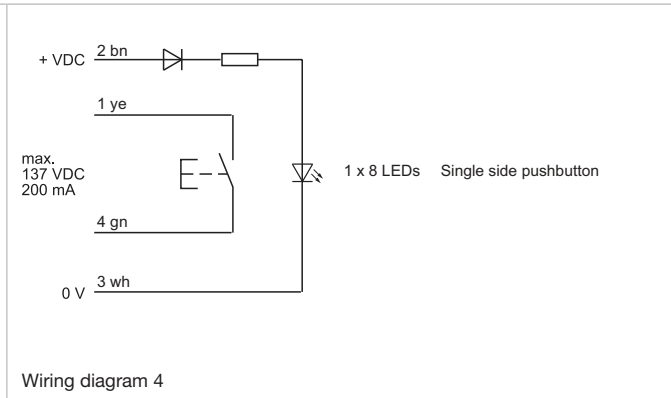 + VDC 2 bn
1 ye
max.
137 VDC
200 mA
1 x 8 LEDs Single side pushbutton
4 gn
0 V 3 wh
Wiring diagram 4